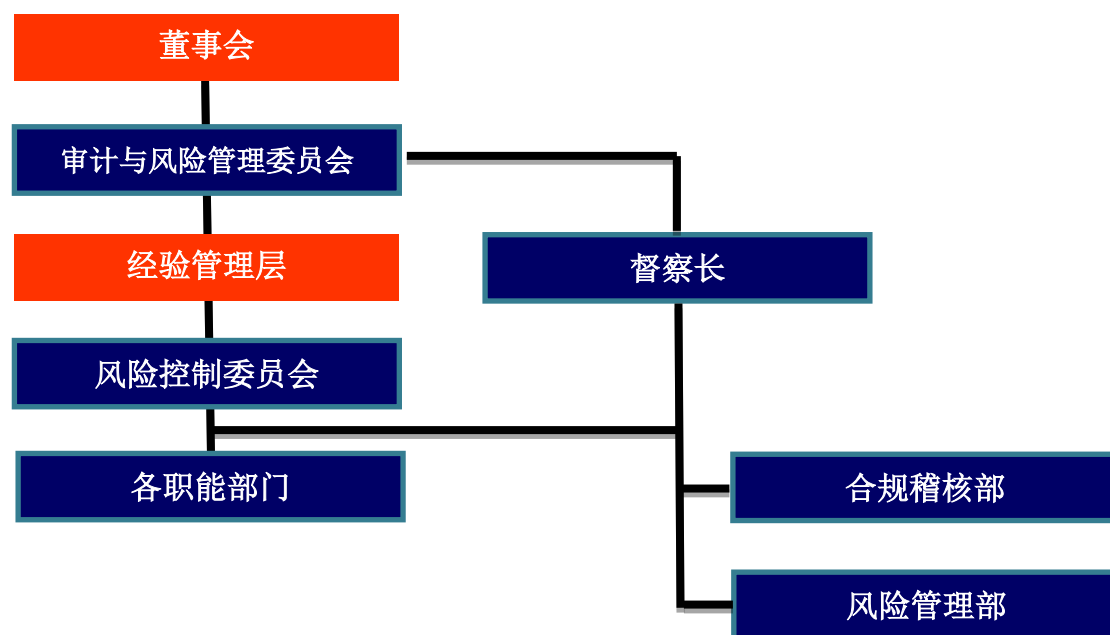 董事会
审计与风险管理委员会
经验管理层
督察长
风险控制委员会
各职能部门
合规稽核部
风险管理部